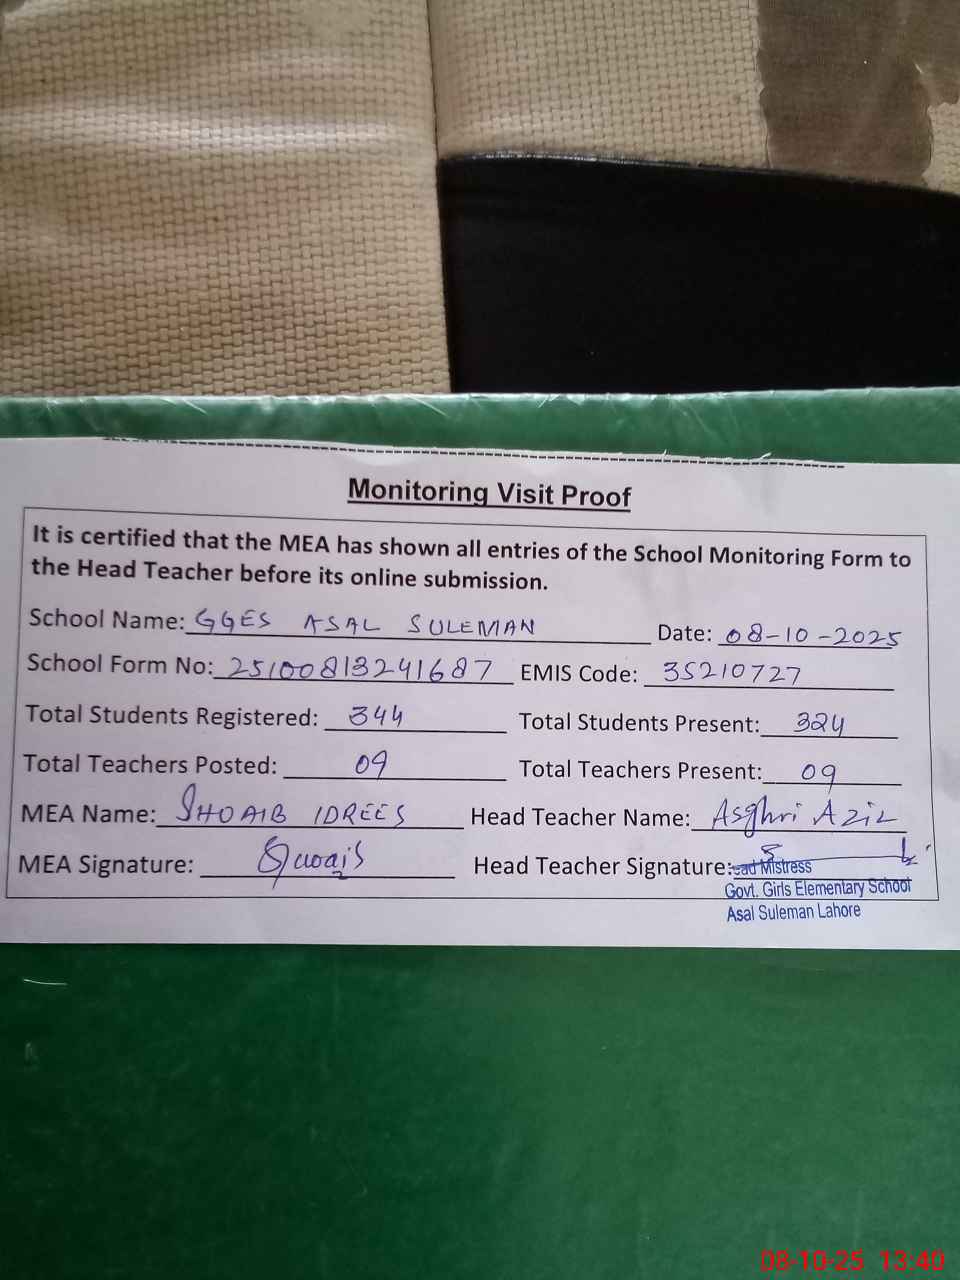 Monitoring Visit Proof
It is certified that the MEA has shown all entries of the School Monitoring Form to
the Head Teacher before its online submission.
School Name: GGES ASAL SULEMAN Date: 08-10-2025
School Form No: 25100813241687 EMIS Code: 35210727
Total Students Registered: 344 Total Students Present: 324
Total Teachers Posted: 09 Total Teachers Present: 09
MEA Name: SHOAIB IDREES Head Teacher Name: Asghri Aziz
MEA Signature: Head Teacher Signature:
ead Mistress
Govt. Girls Elementary School
Asal Suleman Lahore
08-10-25 13:40